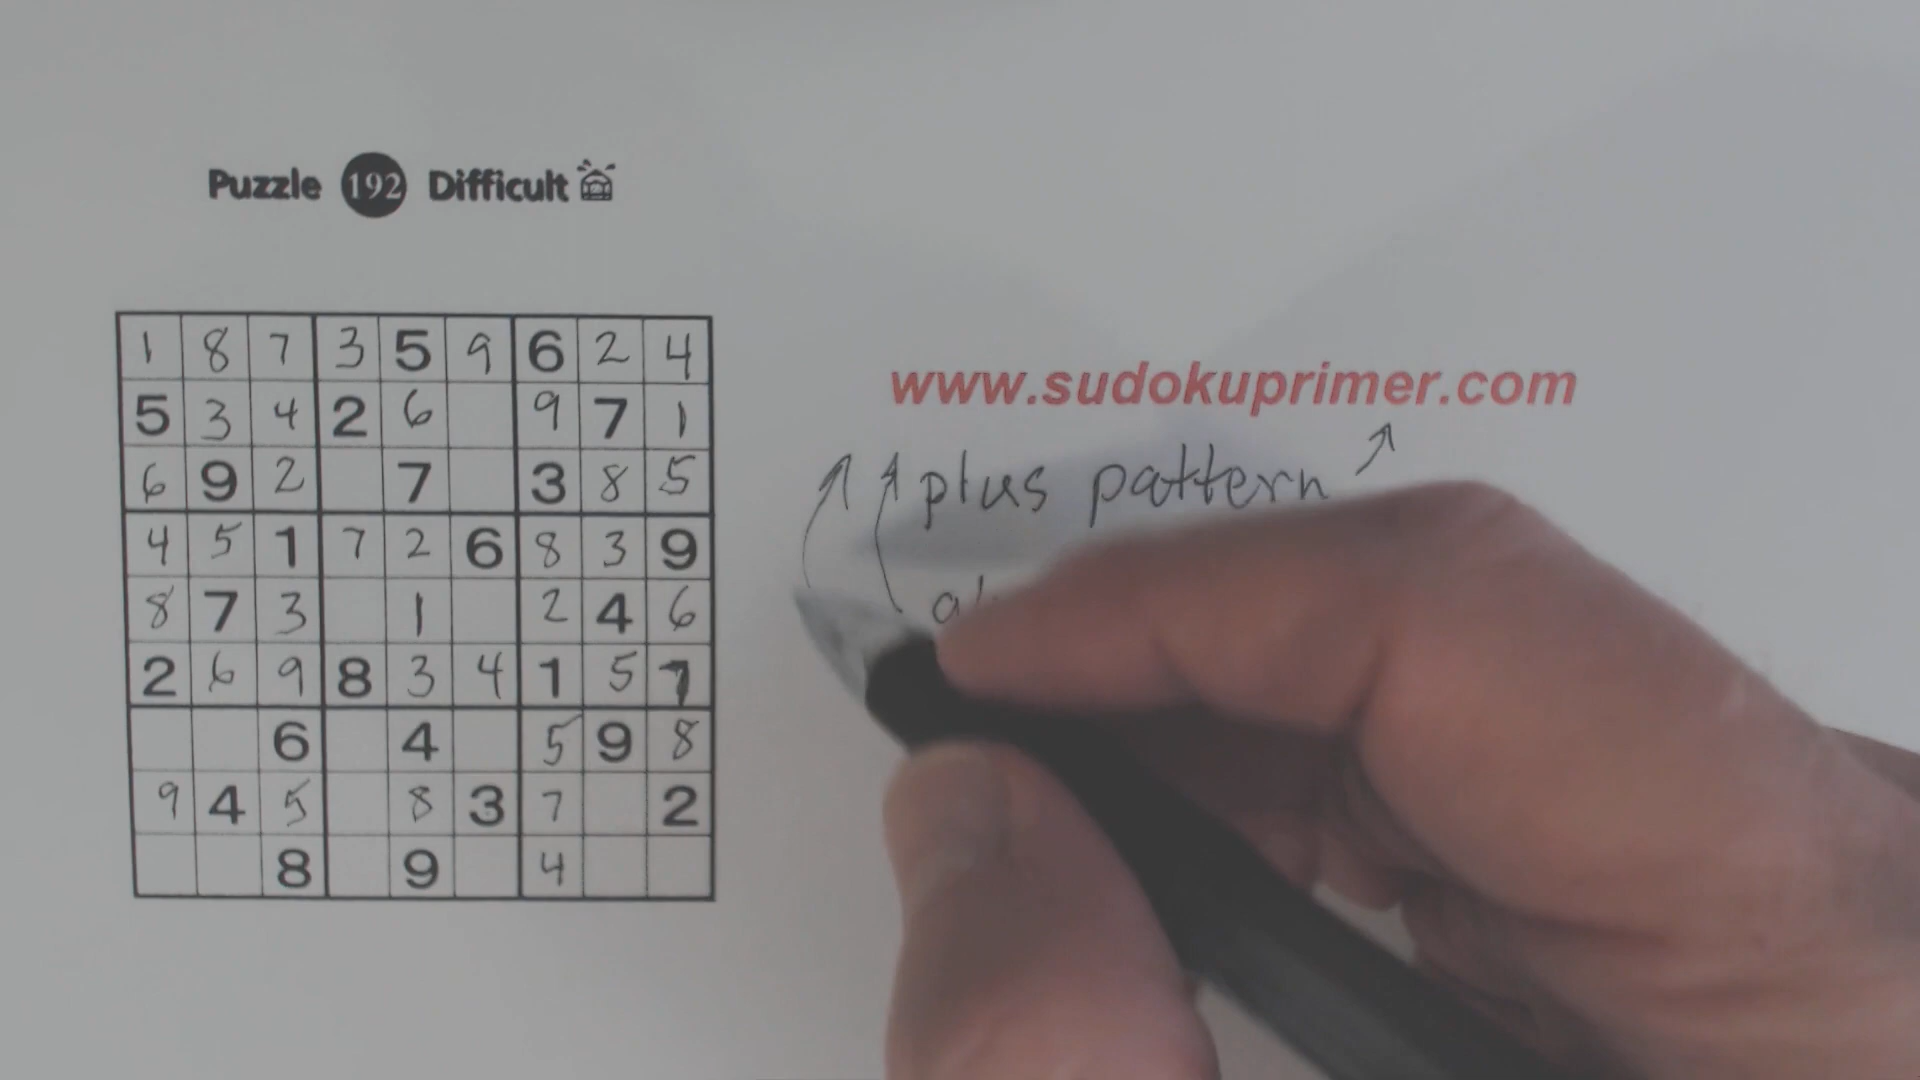 Puzzle 192 Difficult
1 8 7 3 5 9 6 2 4
5 3 4 2 6 9 7 1
6 9 2 7 3 8 5
4 5 1 7 2 6 8 3 9
8 7 3 1 2 4 6
2 6 9 8 3 4 1 5 7
6 4 5 9 8
9 4 5 8 3 7 2
8 9 4
www.sudokuprimer.com
plus pattern